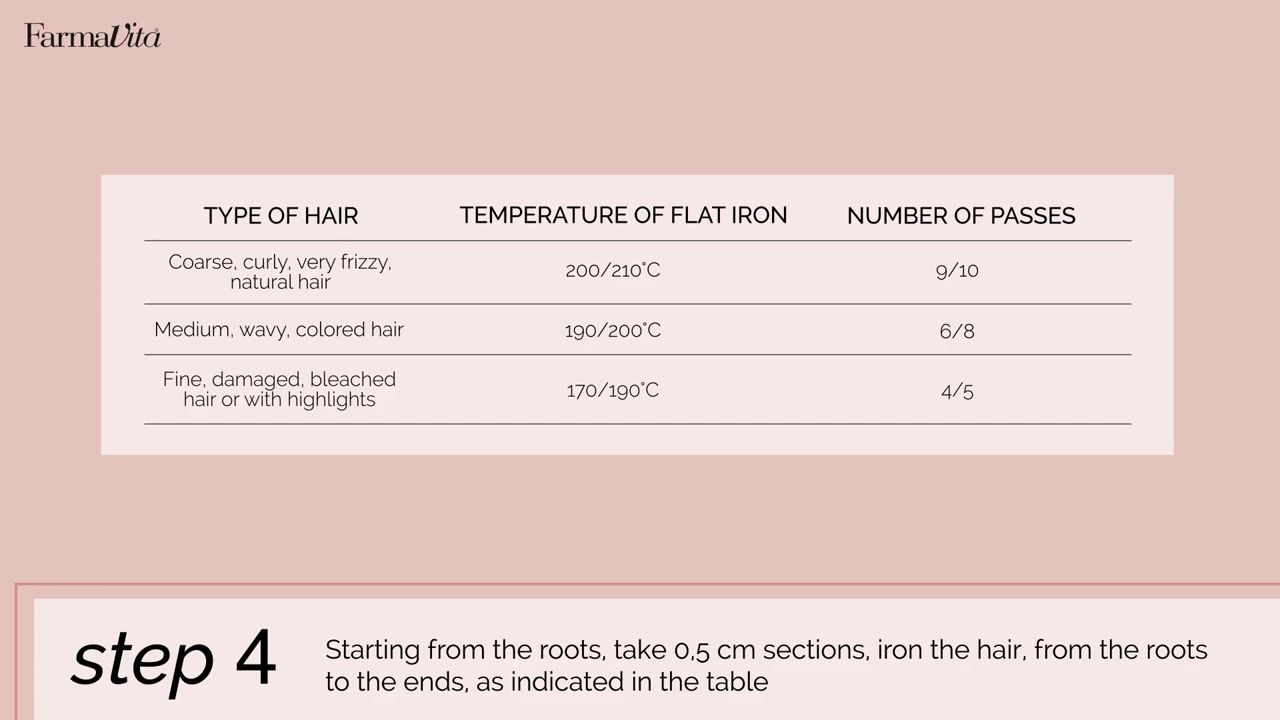 FarmaVita
TYPE OF HAIR TEMPERATURE OF FLAT IRON NUMBER OF PASSES
Coarse, curly, very frizzy,
natural hair
200/210°C 9/10
Medium, wavy, colored hair 190/200°C 6/8
Fine, damaged, bleached
hair or with highlights
170/190°C 4/5
step 4
Starting from the roots, take 0,5 cm sections, iron the hair, from the roots
to the ends, as indicated in the table